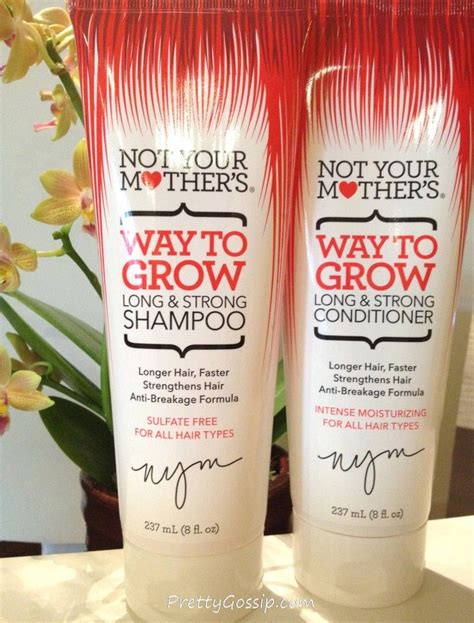 NOT YOUR
M❤THER'S®
WAY TO
GROW
LONG & STRONG
SHAMPOO
Longer Hair, Faster
Strengthens Hair
Anti-Breakage Formula
SULFATE FREE
FOR ALL HAIR TYPES
nym
237 mL (8 fl. oz)
NOT YOUR
M❤THER'S®
WAY TO
GROW
LONG & STRONG
CONDITIONER
Longer Hair, Faster
Strengthens Hair
Anti-Breakage Formula
INTENSE MOISTURIZING
FOR ALL HAIR TYPES
nym
237 mL (8 fl. oz)
PrettyGossip.com